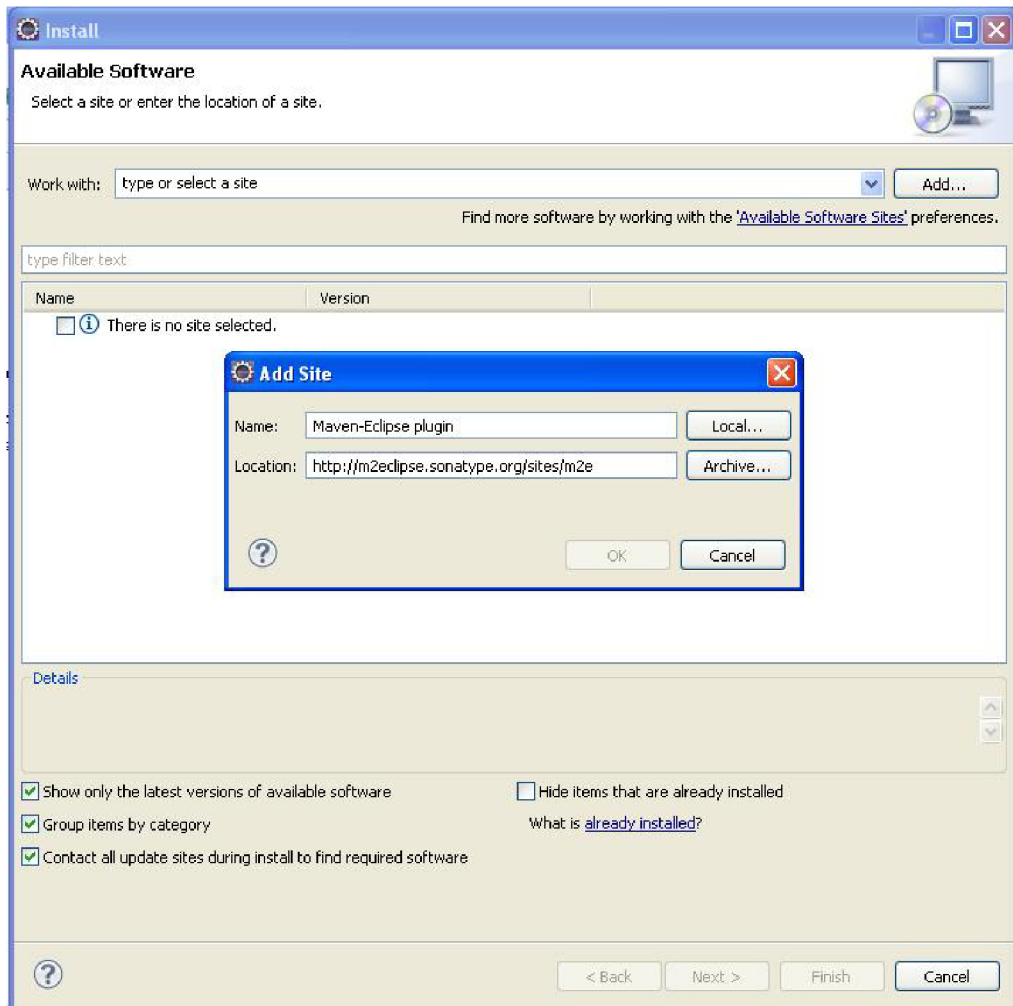 Install
Available Software
Select a site or enter the location of a site.
Work with: type or select a site Add...
Find more software by working with the 'Available Software Sites' preferences.
type filter text
Name Version
There is no site selected.
Add Site
Name: Maven-Eclipse plugin Local...
Location: http://m2eclipse.sonatype.org/sites/m2e Archive...
OK Cancel
Details
Show only the latest versions of available software Hide items that are already installed
Group items by category What is already installed?
Contact all update sites during install to find required software
< Back Next > Finish Cancel